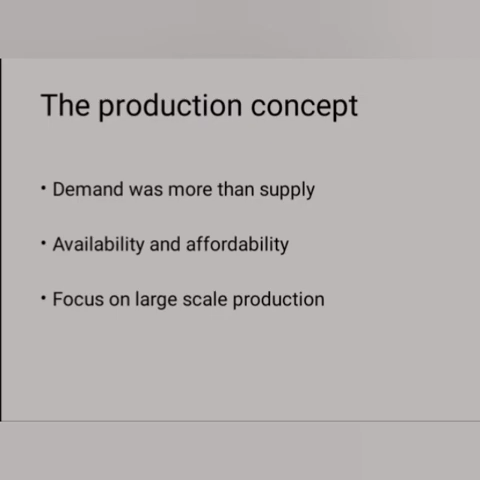 The production concept
• Demand was more than supply
• Availability and affordability
• Focus on large scale production